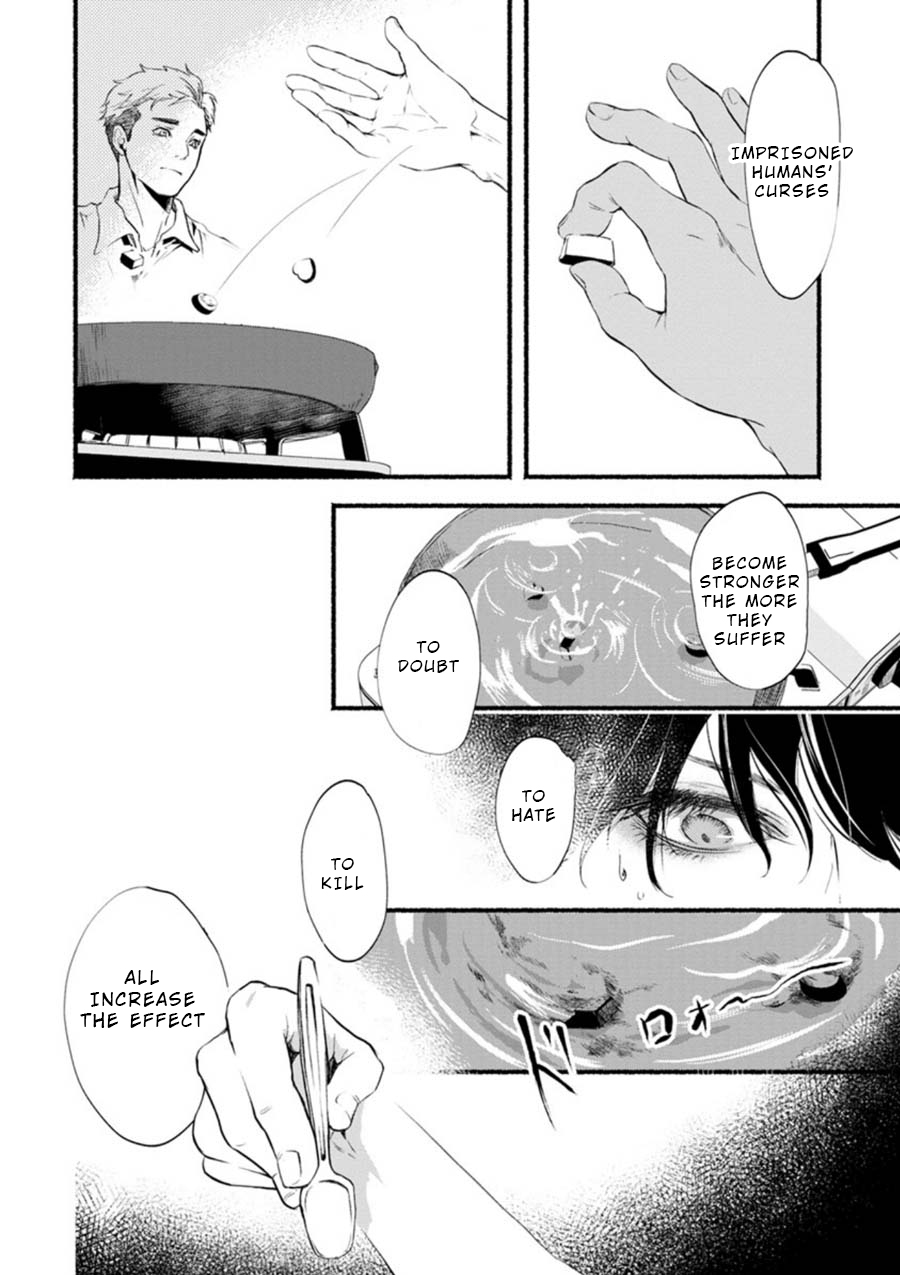 IMPRISONED
HUMANS'
CURSES
BECOME
STRONGER
THE MORE
THEY
SUFFER
TO
DOUBT
TO
HATE
TO
KILL
ドロォ〜
ALL
INCREASE
THE EFFECT